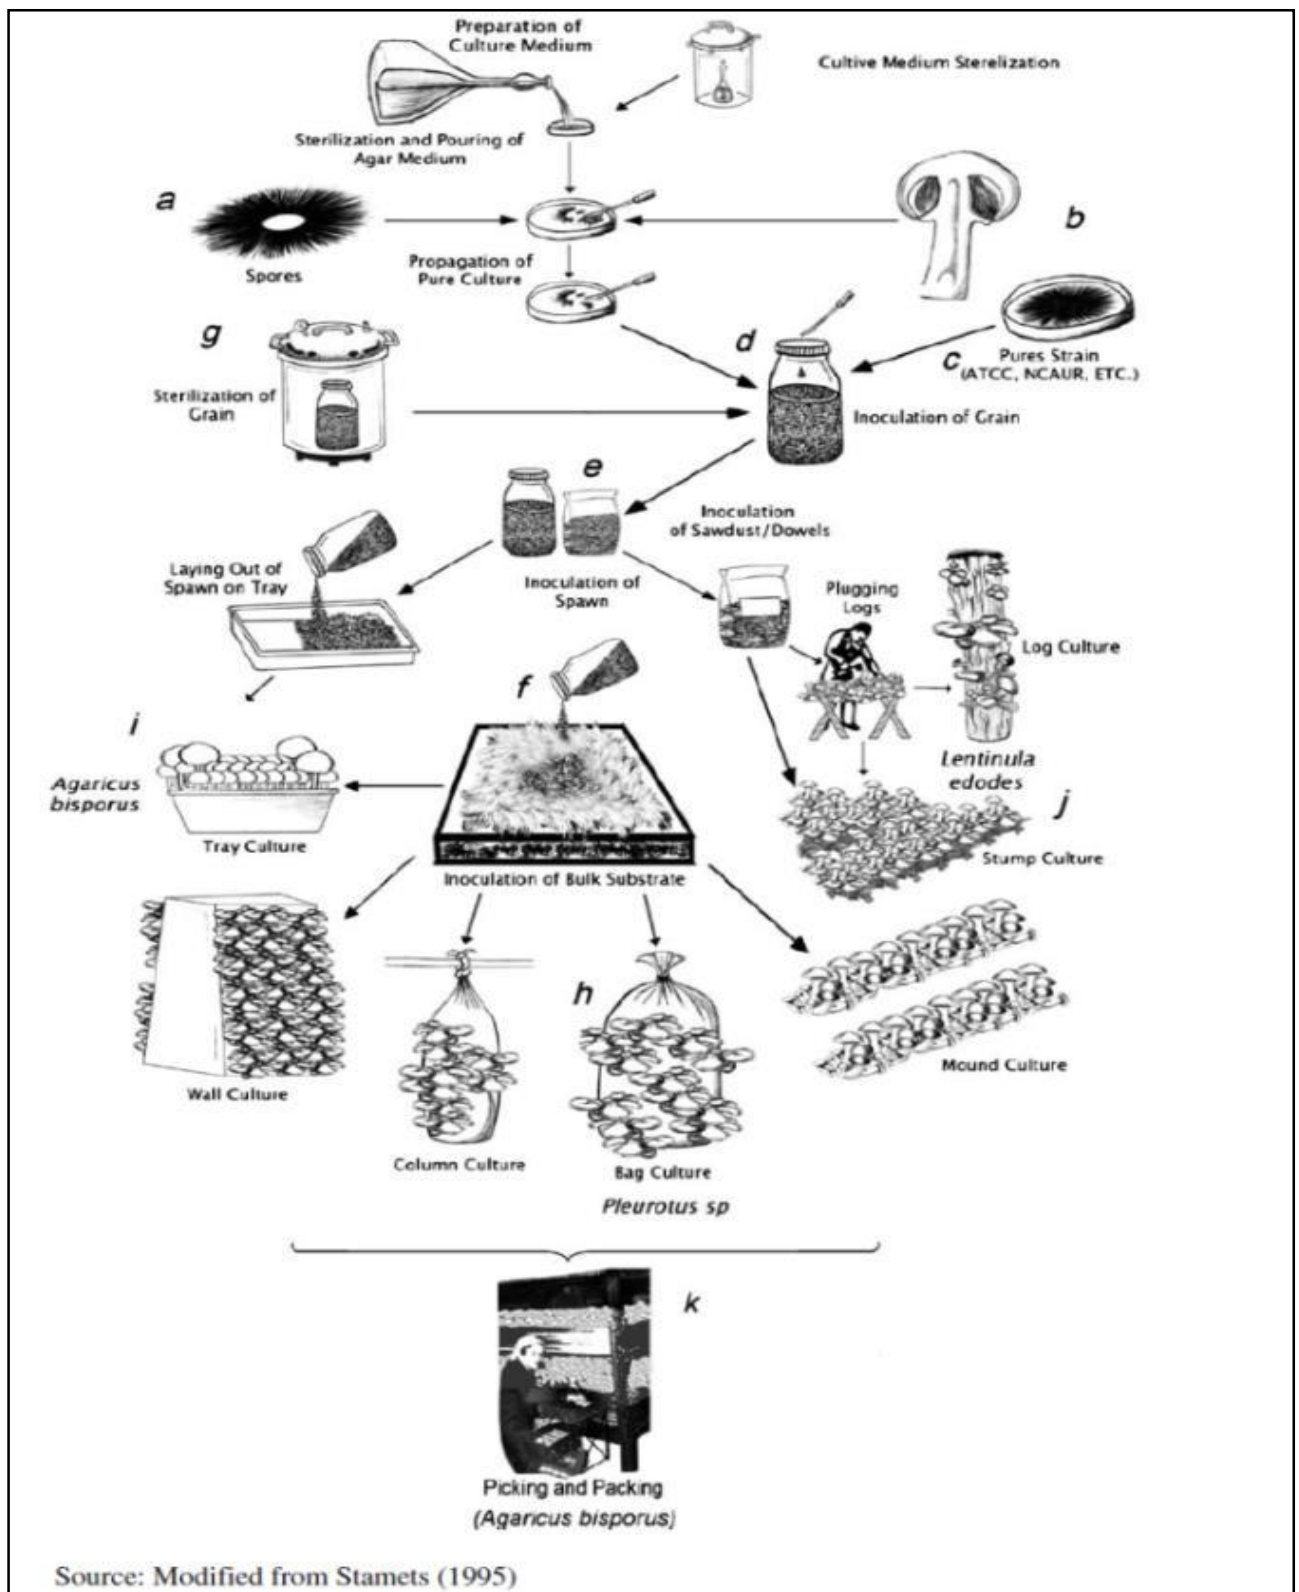 Preparation of
Culture Medium
Cultive Medium Sterelization
Sterilization and Pouring of
Agar Medium
a
Spores
b
Propagation of
Pure Culture
g
Sterilization of
Grain
d
c
Pures Strain
(ATCC, NCAUR, ETC.)
Inoculation of Grain
e
Inoculation
of Sawdust/Dowels
Laying Out of
Spawn on Tray
Inoculation of
Spawn
Plugging
Logs
Log Culture
f
i
Agaricus
bisporus
Tray Culture
Lentinula
edodes
j
Stump Culture
Inoculation of Bulk Substrate
Wall Culture
h
Mound Culture
Column Culture
Bag Culture
Pleurotus sp
k
Picking and Packing
(Agaricus bisporus)
Source: Modified from Stamets (1995)